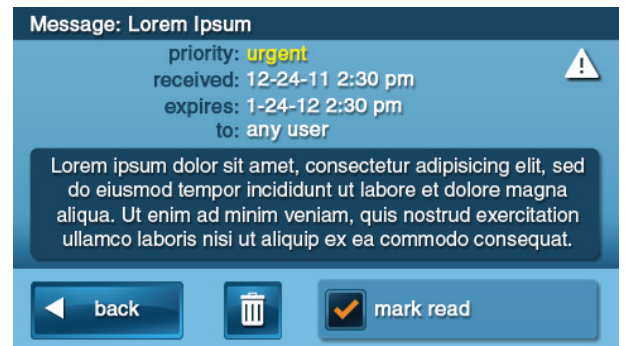 Message: Lorem Ipsum
priority: urgent
received: 12-24-11 2:30 pm
expires: 1-24-12 2:30 pm
to: any user
Lorem ipsum dolor sit amet, consectetur adipisicing elit, sed
do eiusmod tempor incididunt ut labore et dolore magna
aliqua. Ut enim ad minim veniam, quis nostrud exercitation
ullamco laboris nisi ut aliquip ex ea commodo consequat.
back
mark read